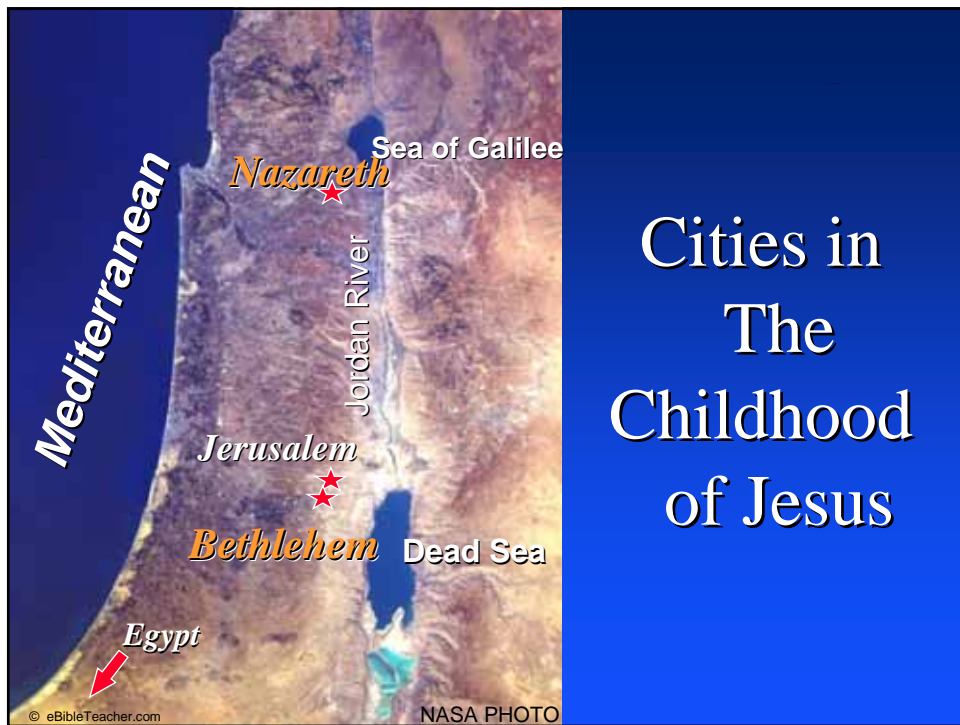 Sea of Galilee
Nazareth
Mediterranean
Jordan River
Jerusalem
Bethlehem
Dead Sea
Egypt
© eBibleTeacher.com
NASA PHOTO
Cities in
The
Childhood
of Jesus